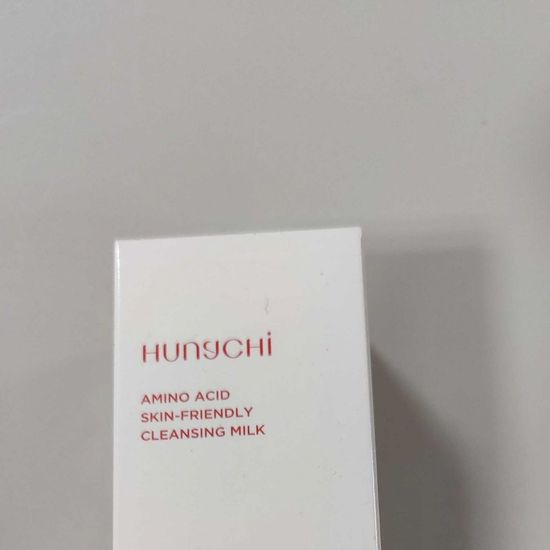 HUngCHi
AMINO ACID
SKIN-FRIENDLY
CLEANSING MILK